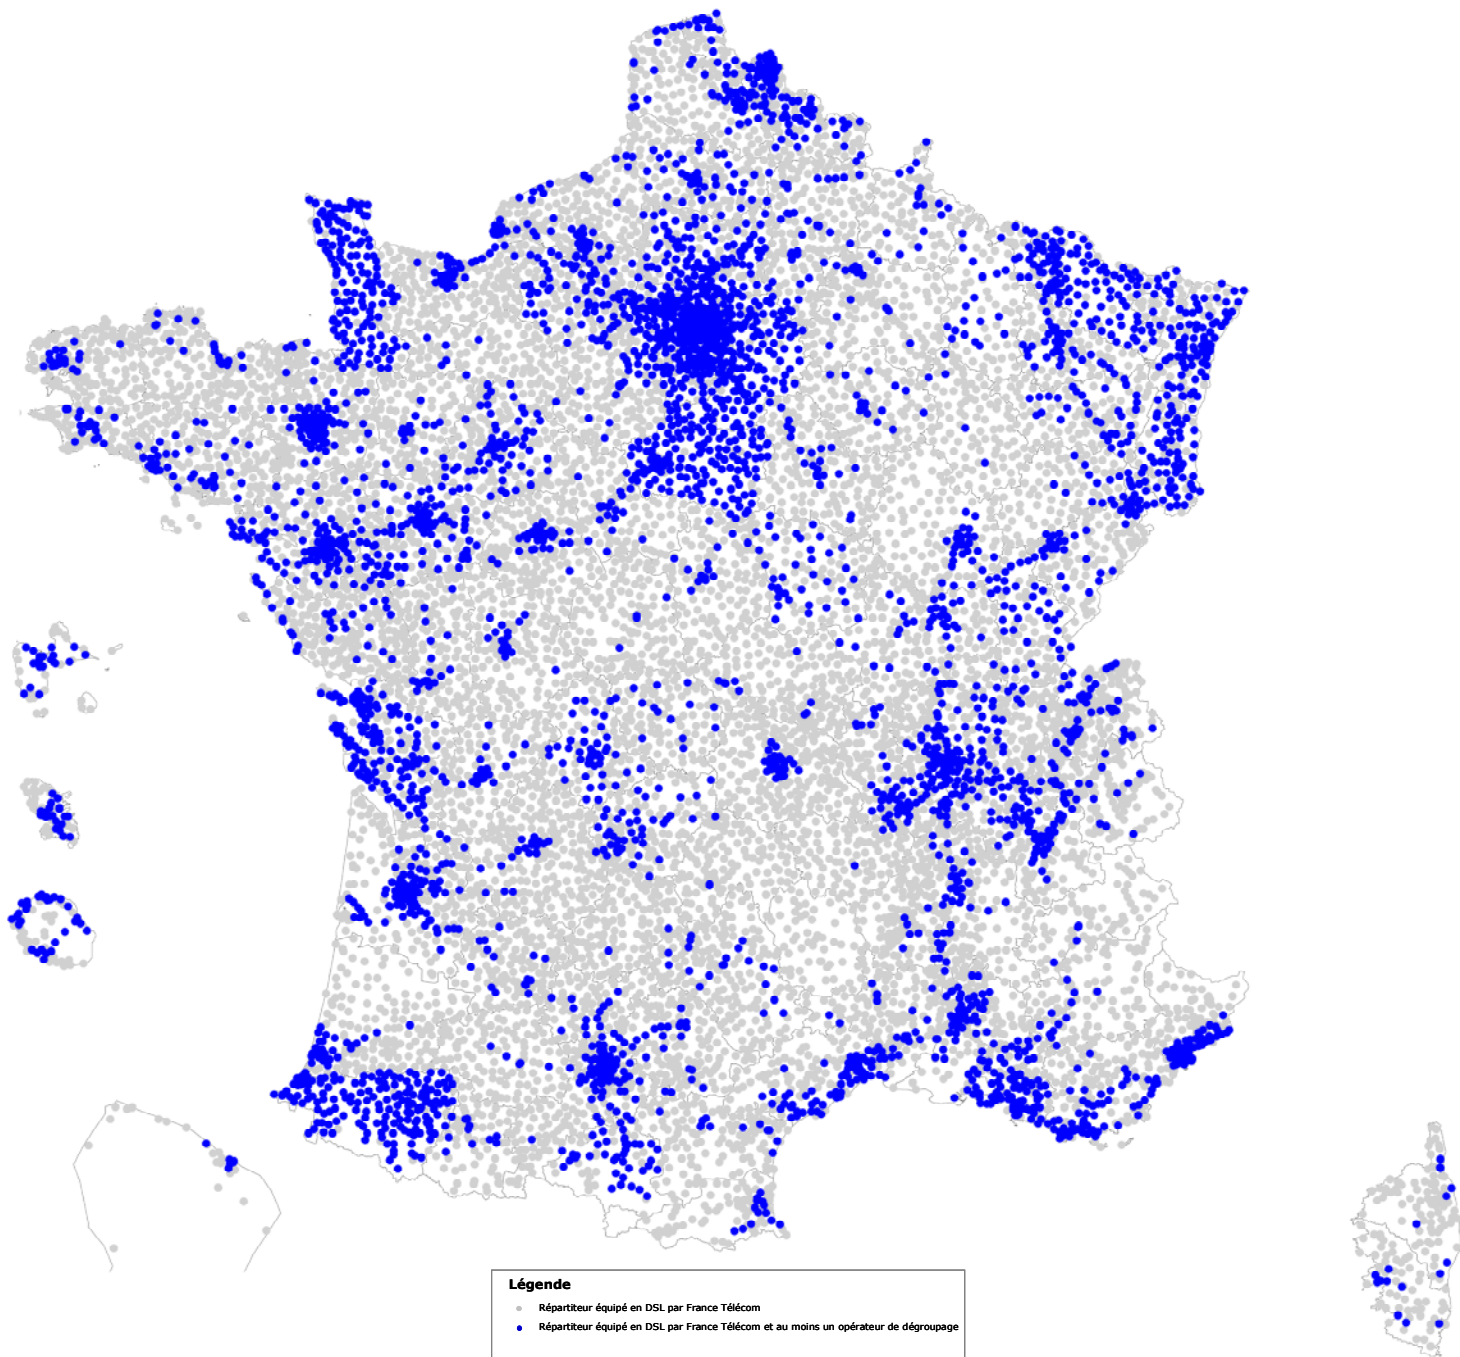 Légende
Répartiteur équipé en DSL par France Télécom
Répartiteur équipé en DSL par France Télécom et au moins un opérateur de dégroupage